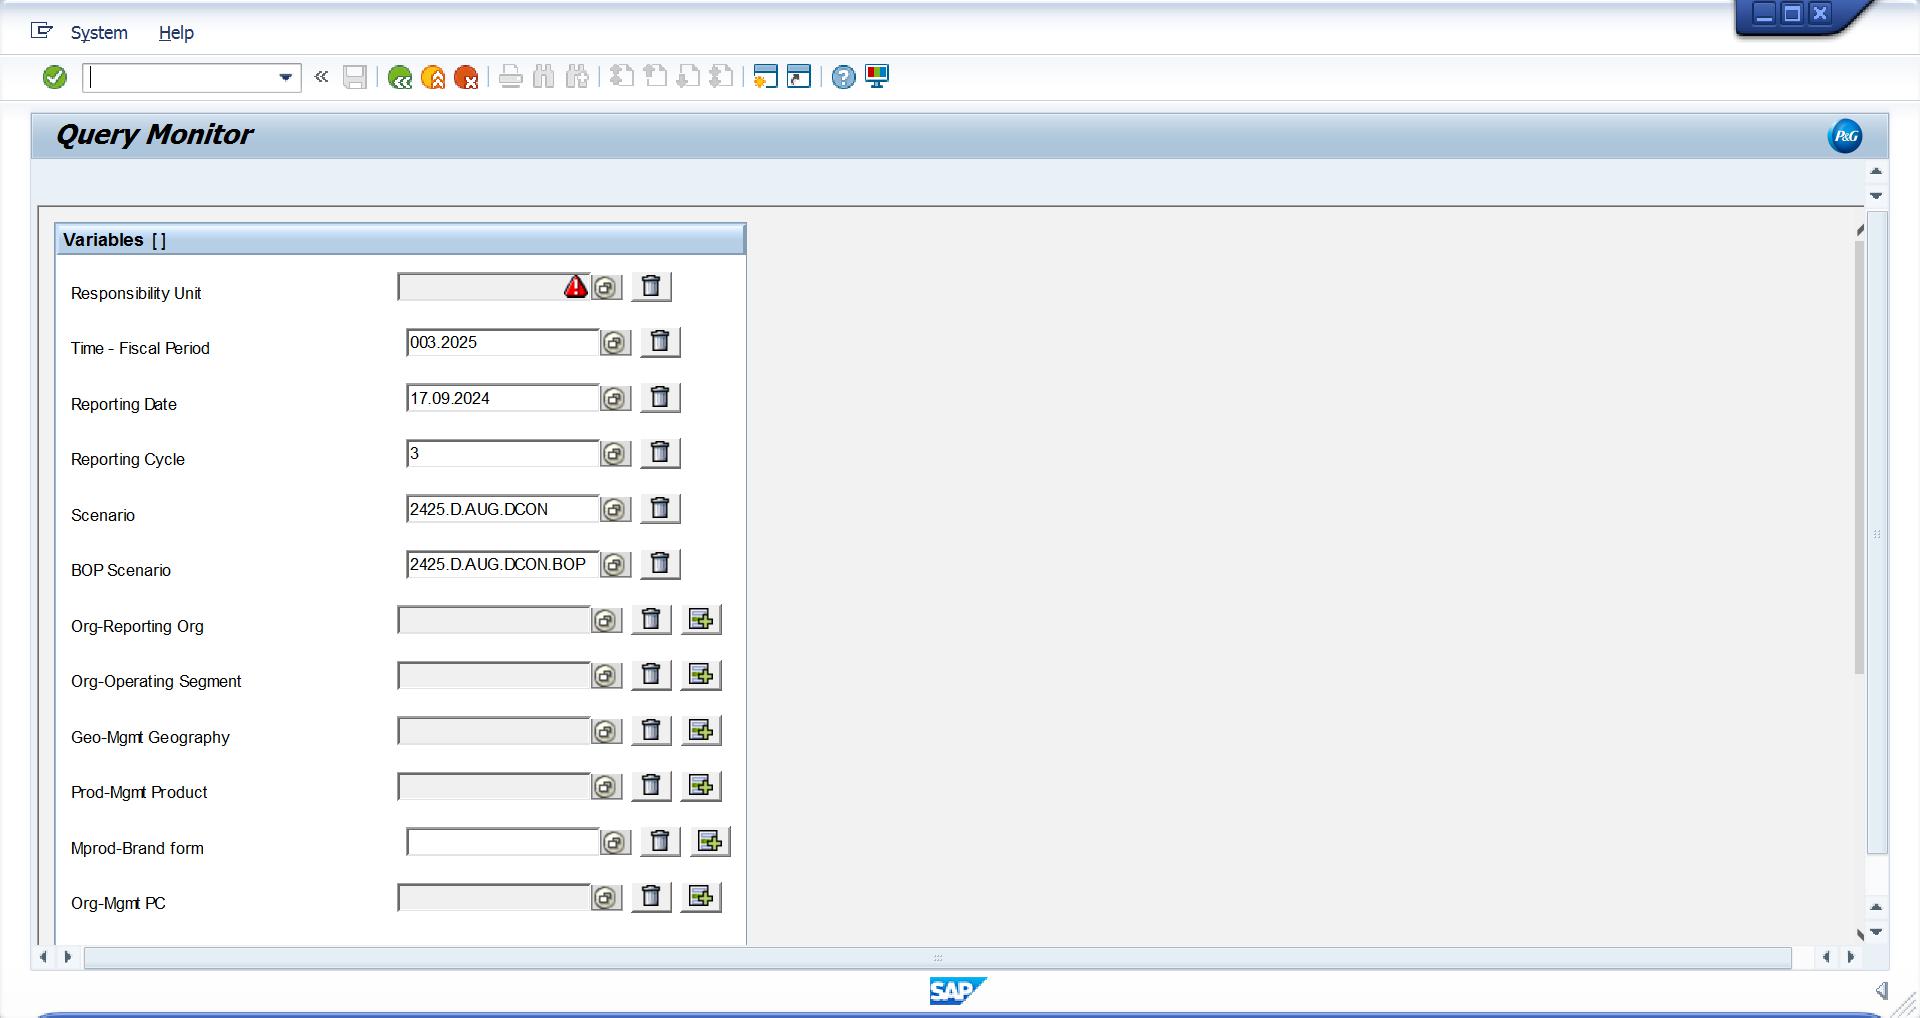 System Help
Query Monitor
P&G
Variables [ ]
Responsibility Unit
Time - Fiscal Period 003.2025
Reporting Date 17.09.2024
Reporting Cycle 3
Scenario 2425.D.AUG.DCON
BOP Scenario 2425.D.AUG.DCON.BOP
Org-Reporting Org
Org-Operating Segment
Geo-Mgmt Geography
Prod-Mgmt Product
Mprod-Brand form
Org-Mgmt PC
SAP